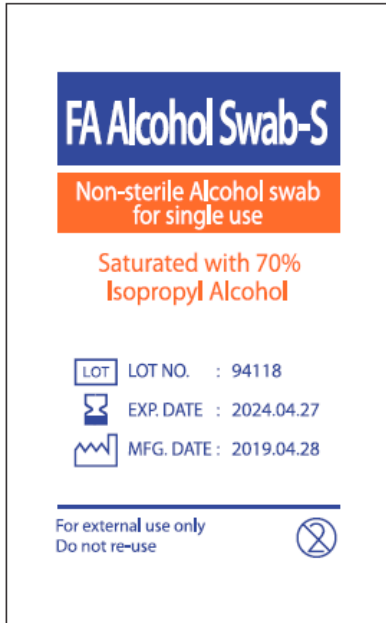 FA Alcohol Swab-S
Non-sterile Alcohol swab
for single use
Saturated with 70%
Isopropyl Alcohol
LOT LOT NO. : 94118
EXP. DATE : 2024.04.27
MFG. DATE : 2019.04.28
For external use only
Do not re-use
2